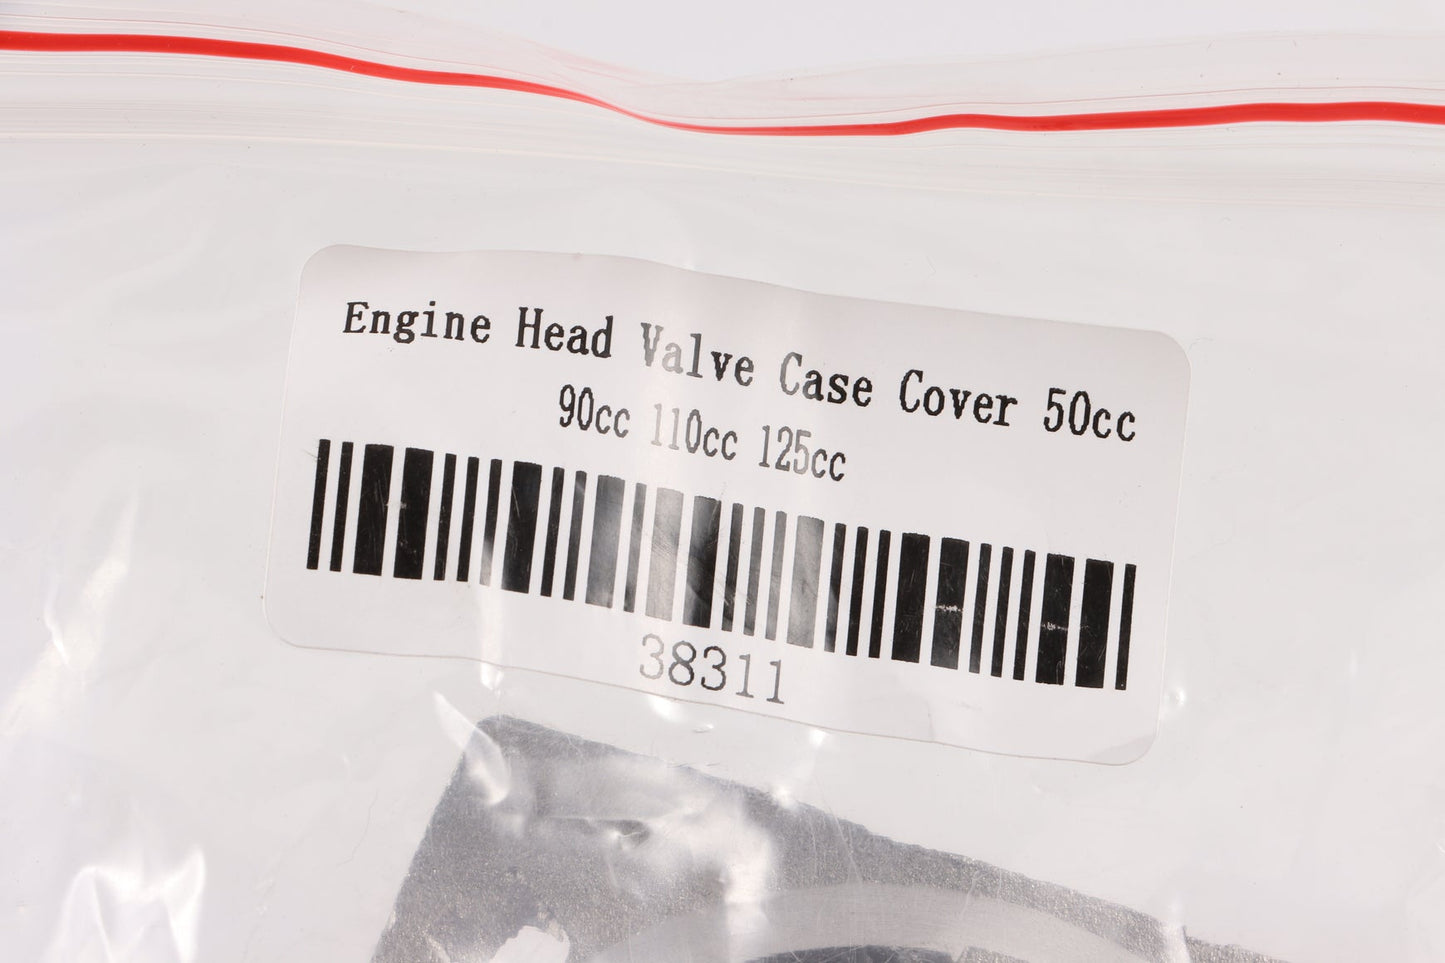 Engine Head Valve Case Cover 50cc
90cc 110cc 125cc
38311